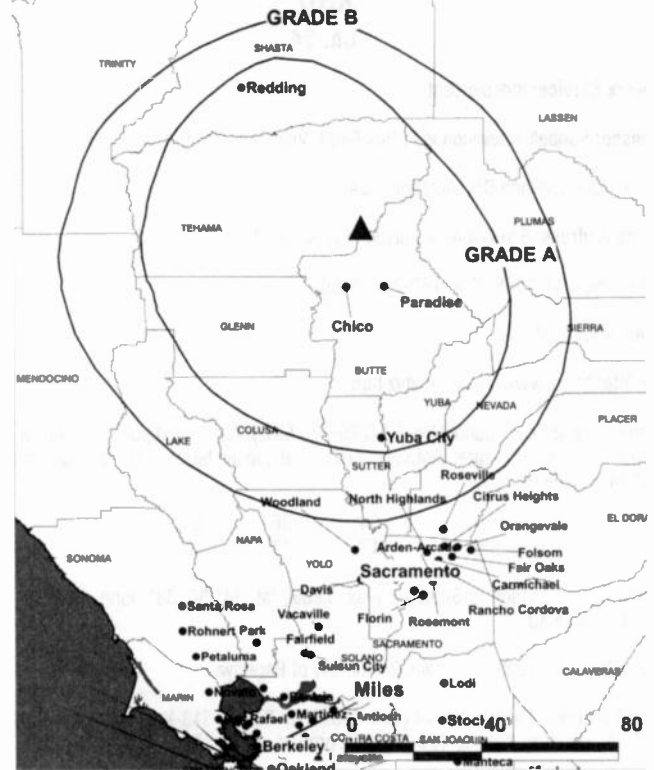 GRADE B
SHASTA
TRINITY
Redding
LASSEN
TEHAMA
PLUMAS
GRADE A
Paradise
Chico
GLENN
SIERRA
BUTTE
MENDOCINO
YUBA
NEVADA
PLACER
COLUSA
Yuba City
LAKE
SUTTER
Roseville
Woodland
North Highlands
Citrus Heights
Orangevale
EL DORA
NAPA
SONOMA
YOLO
Arden-Arcade
Folsom
Fair Oaks
Sacramento
Carmichael
Davis
Rancho Cordova
Santa Rosa
Vacaville
Florin
Rosemont
Rohnert Park
Fairfield
SACRAMENTO
Petaluma
SOLANO
Suisun City
CALAVERAS
MARIN
Novato
Miles
Lodi
Rafael
Martinez
Antioch
0
40
80
Stoc
Berkeley
SAN JOAQUIN
Oakland
Manteca